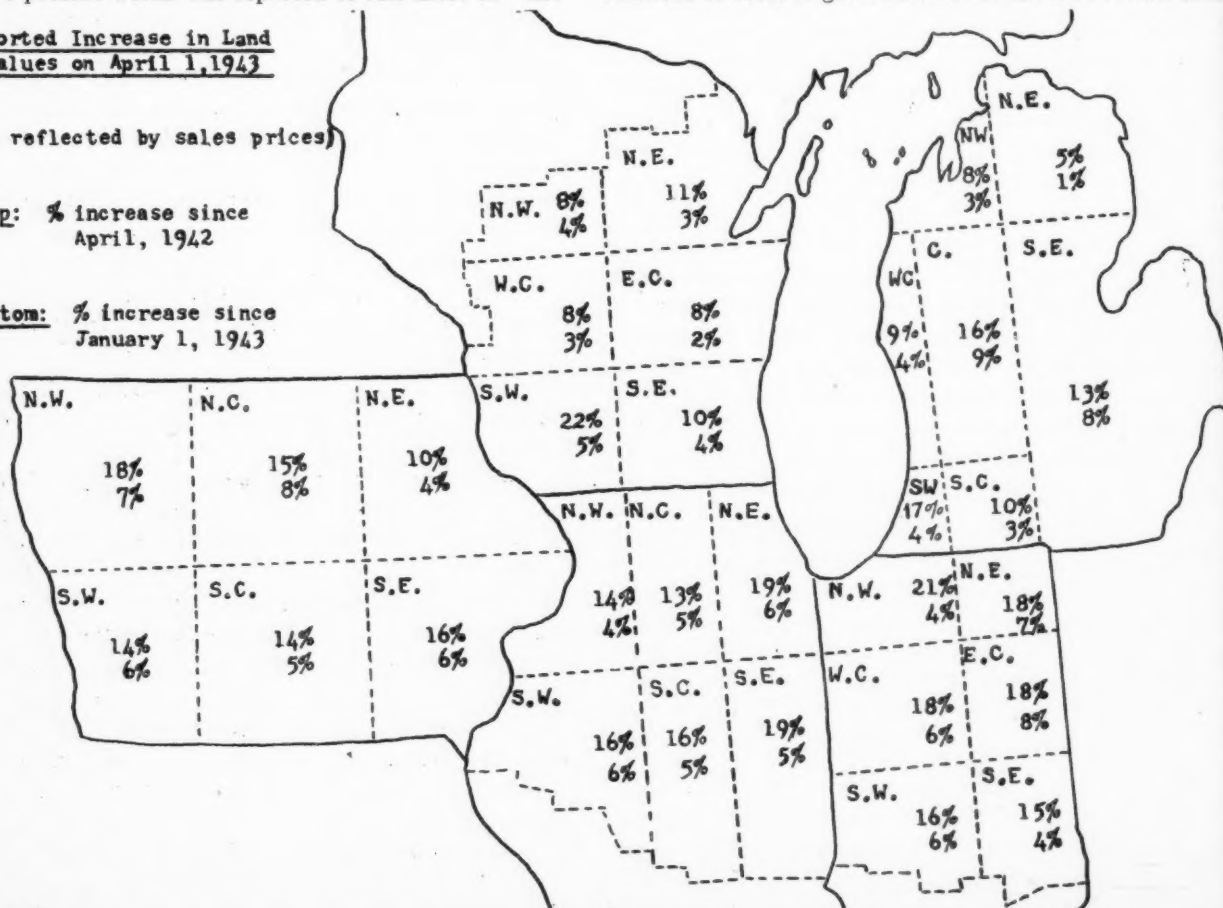 orted Increase in Land
alues on April 1,1943
reflected by sales prices)
p: % increase since
April, 1942
tom: % increase since
January 1, 1943
N.W. 8%
4%
N.E.
11%
3%
W.C.
8%
3%
E.C.
8%
2%
S.W.
22%
5%
S.E.
10%
4%
NW
8%
3%
N.E.
5%
1%
WC
9%
4%
C.
16%
9%
S.E.
13%
8%
SW
17%
4%
S.C.
10%
3%
N.W.
18%
7%
N.C.
15%
8%
N.E.
10%
4%
S.W.
14%
6%
S.C.
14%
5%
S.E.
16%
6%
N.W.
14%
4%
N.C.
13%
5%
N.E.
19%
6%
S.W.
16%
6%
S.C.
16%
5%
S.E.
19%
5%
N.W. 21%
4%
N.E.
18%
7%
W.C.
18%
6%
E.C.
18%
8%
S.W.
16%
6%
S.E.
15%
4%